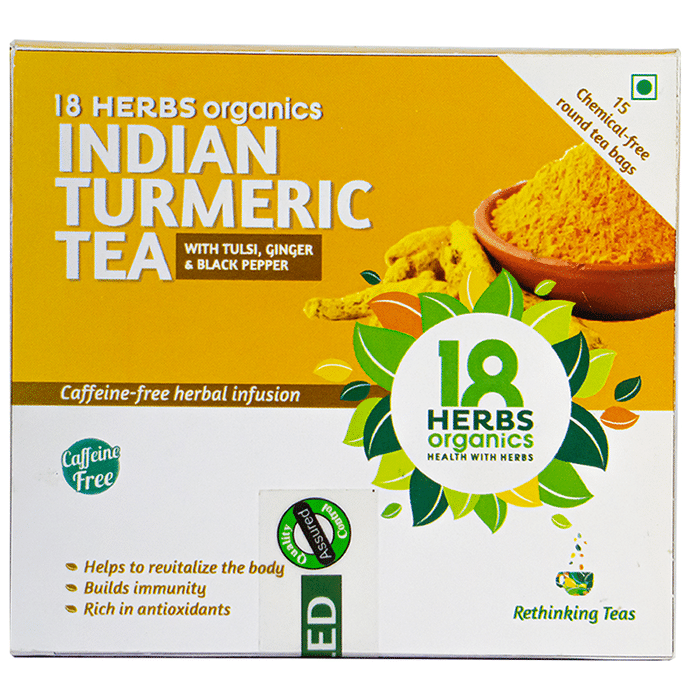 18 HERBS organics
INDIAN
TURMERIC
TEA
WITH TULSI, GINGER
& BLACK PEPPER
15
Chemical-free
round tea bags
Caffeine-free herbal infusion
18
HERBS
organics
HEALTH WITH HERBS
Caffeine
Free
Quality
Assured
Control
Helps to revitalize the body
Builds immunity
Rich in antioxidants
ED
Rethinking Teas